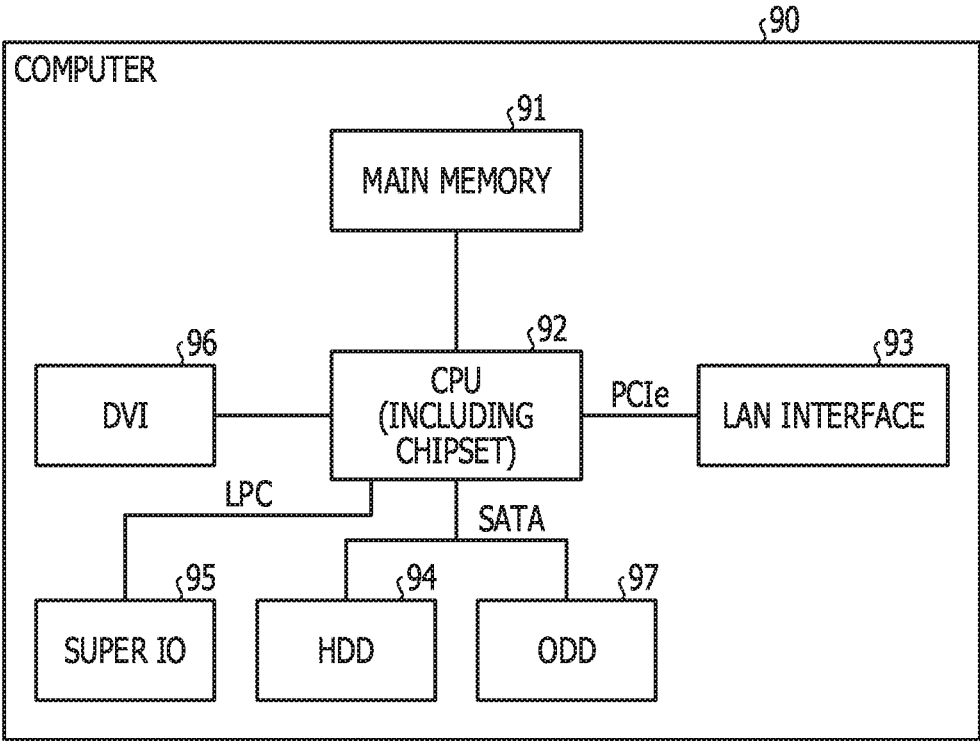 90
COMPUTER
91
MAIN MEMORY
96
DVI
92
CPU
(INCLUDING
CHIPSET)
PCIe
93
LAN INTERFACE
LPC
SATA
95
SUPER IO
94
HDD
97
ODD